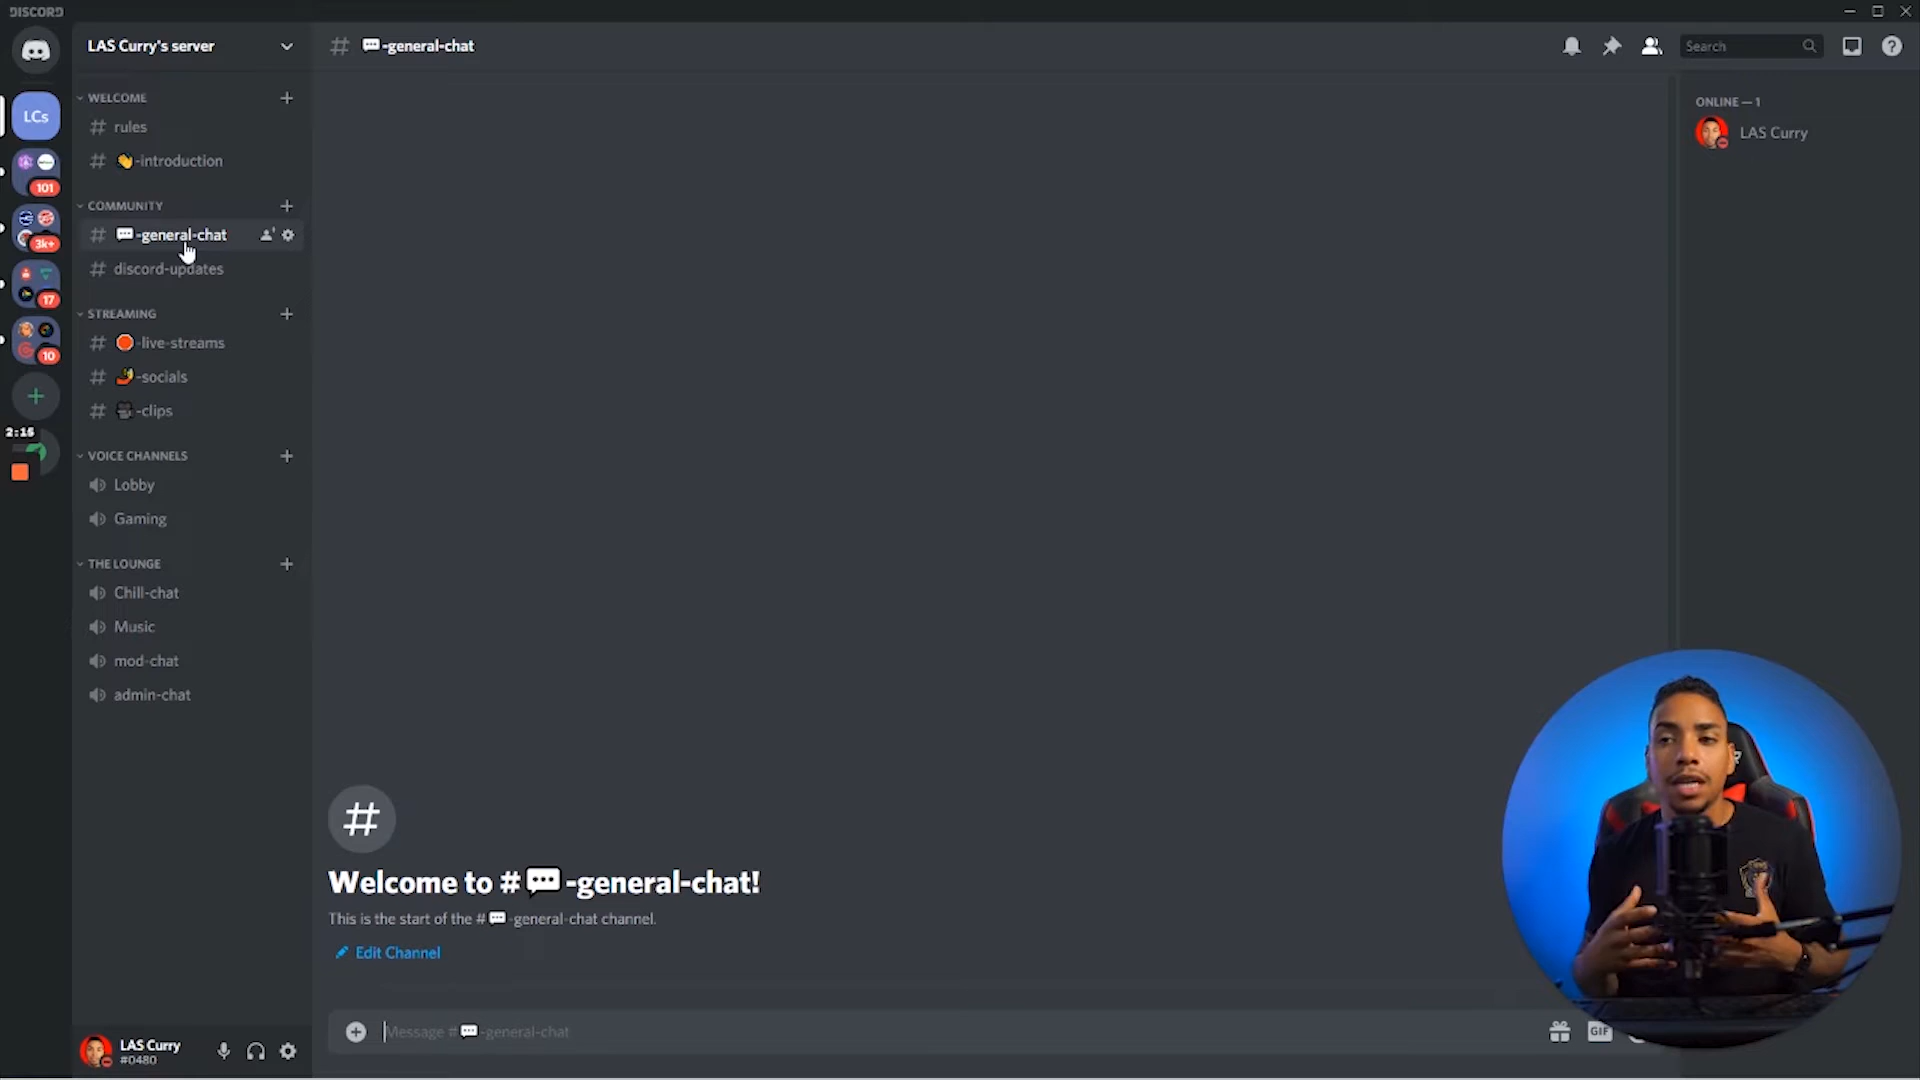 DISCORD
LAS Curry's server
💬-general-chat
Search
WELCOME
rules
👋-introduction
COMMUNITY
💬-general-chat
discord-updates
STREAMING
🛑-live-streams
🤳-socials
-clips
VOICE CHANNELS
Lobby
Gaming
THE LOUNGE
Chill-chat
Music
mod-chat
admin-chat
LCs
101
3k+
17
10
2:15
ONLINE — 1
LAS Curry
Welcome to #💬-general-chat!
This is the start of the #💬-general-chat channel.
Edit Channel
Message #💬-general-chat
GIF
LAS Curry
#0480